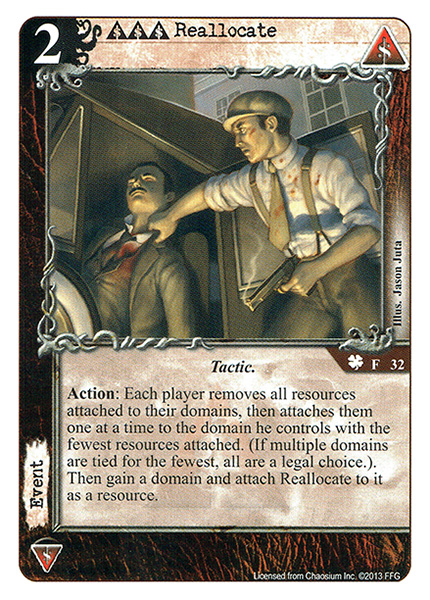 2
Reallocate
Illus. Jason Juta
Tactic.
F 32
Action: Each player removes all resources
attached to their domains, then attaches them
one at a time to the domain he controls with the
fewest resources attached. (If multiple domains
are tied for the fewest, all are a legal choice.).
Then gain a domain and attach Reallocate to it
as a resource.
Event
Licensed from Chaosium Inc. ©2013 FFG